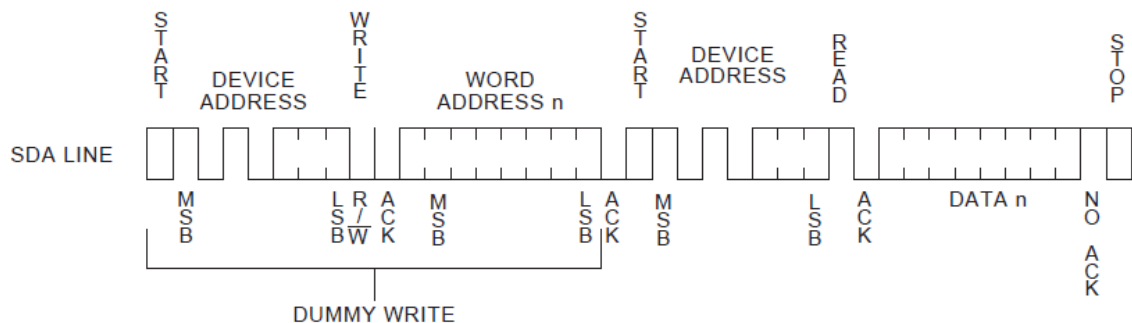 START
DEVICE
ADDRESS
WRITE
WORD
ADDRESS n
START
DEVICE
ADDRESS
READ
STOP
SDA LINE
MSB
LSB
R/W
ACK
MSB
LSB
ACK
MSB
LSB
ACK
DATA n
NO ACK
DUMMY WRITE